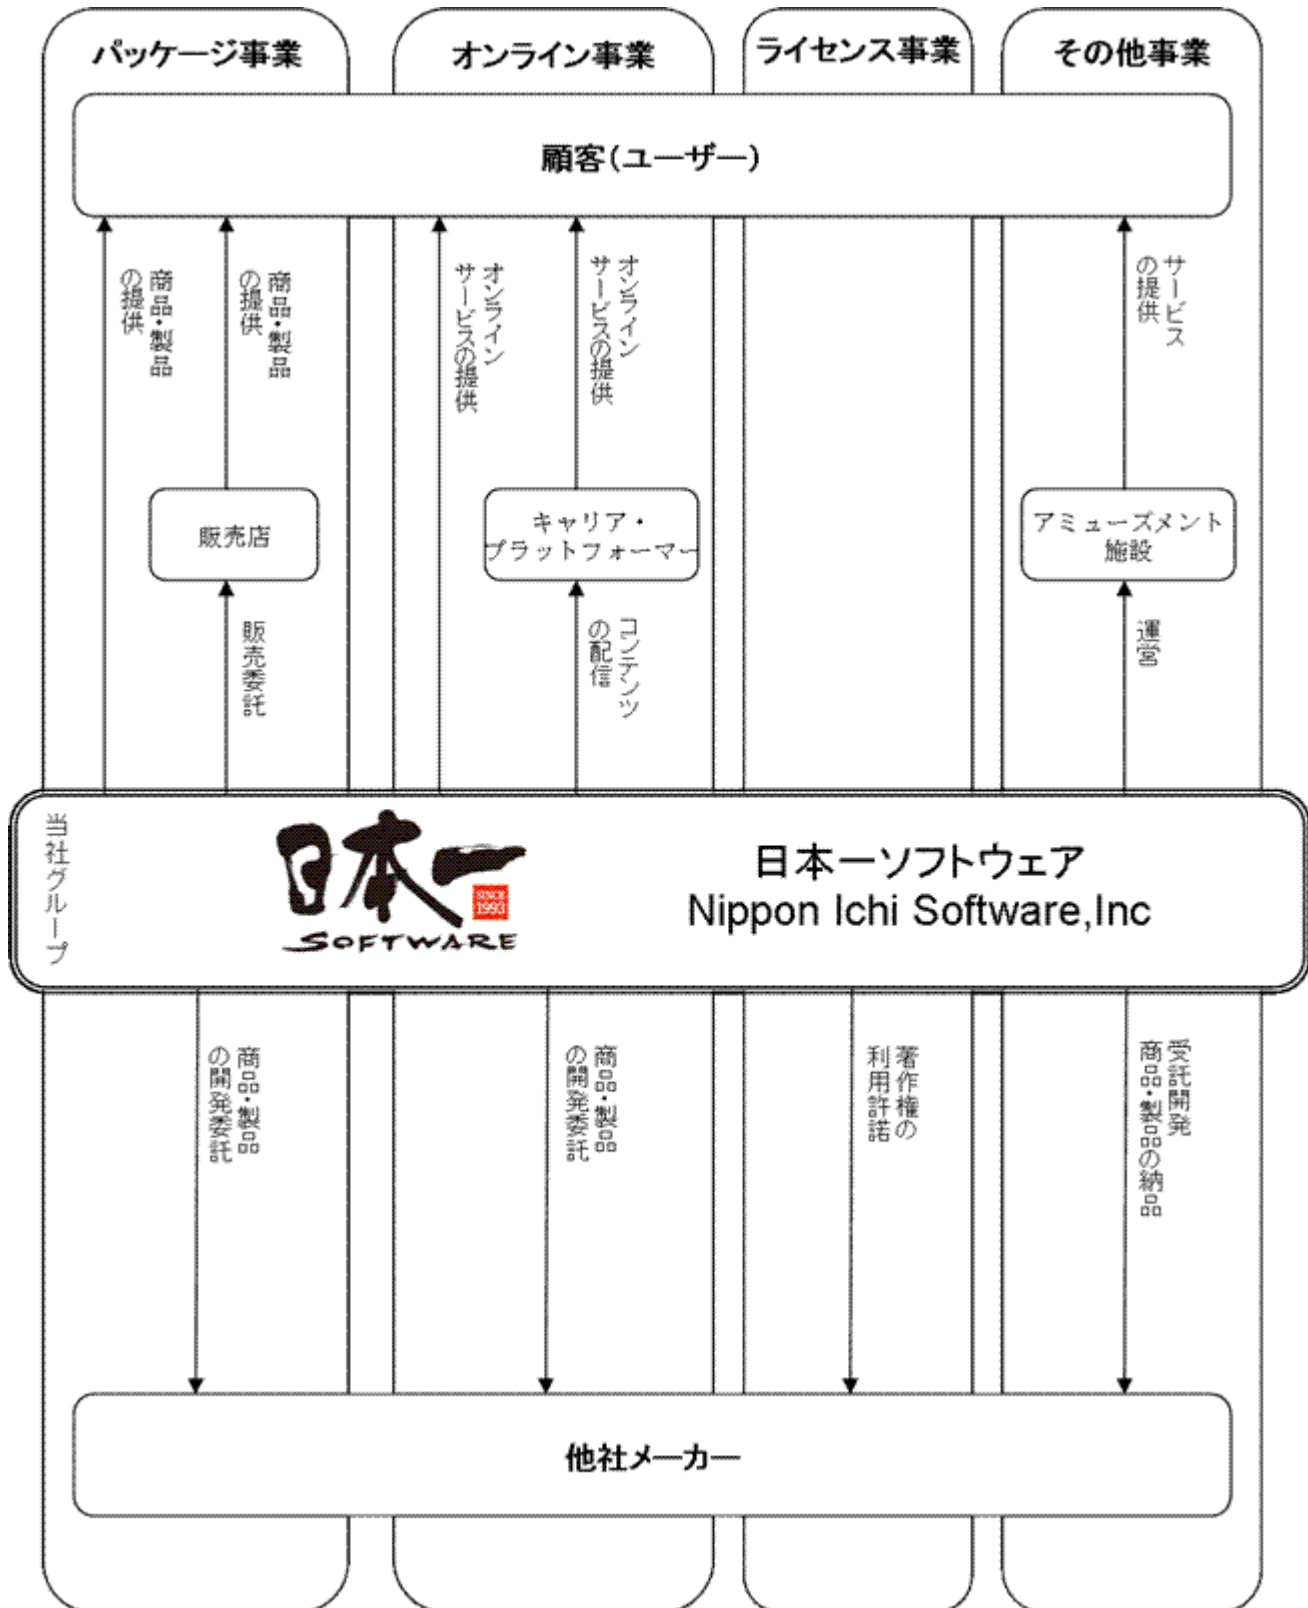 パッケージ事業
オンライン事業
ライセンス事業
その他事業
顧客(ユーザー)
商品・製品
の提供
商品・製品
の提供
オンライン
サービスの提供
オンライン
サービスの提供
サービス
の提供
販売店
キャリア・
プラットフォーマー
アミューズメント
施設
販売委託
コンテンツ
の配信
運営
当社グループ
日本一
SINCE
1993
SOFTWARE
日本一ソフトウェア
Nippon Ichi Software,Inc
商品・製品
の開発委託
商品・製品
の開発委託
著作権の
利用許諾
受託開発
商品・製品の納品
他社メーカー